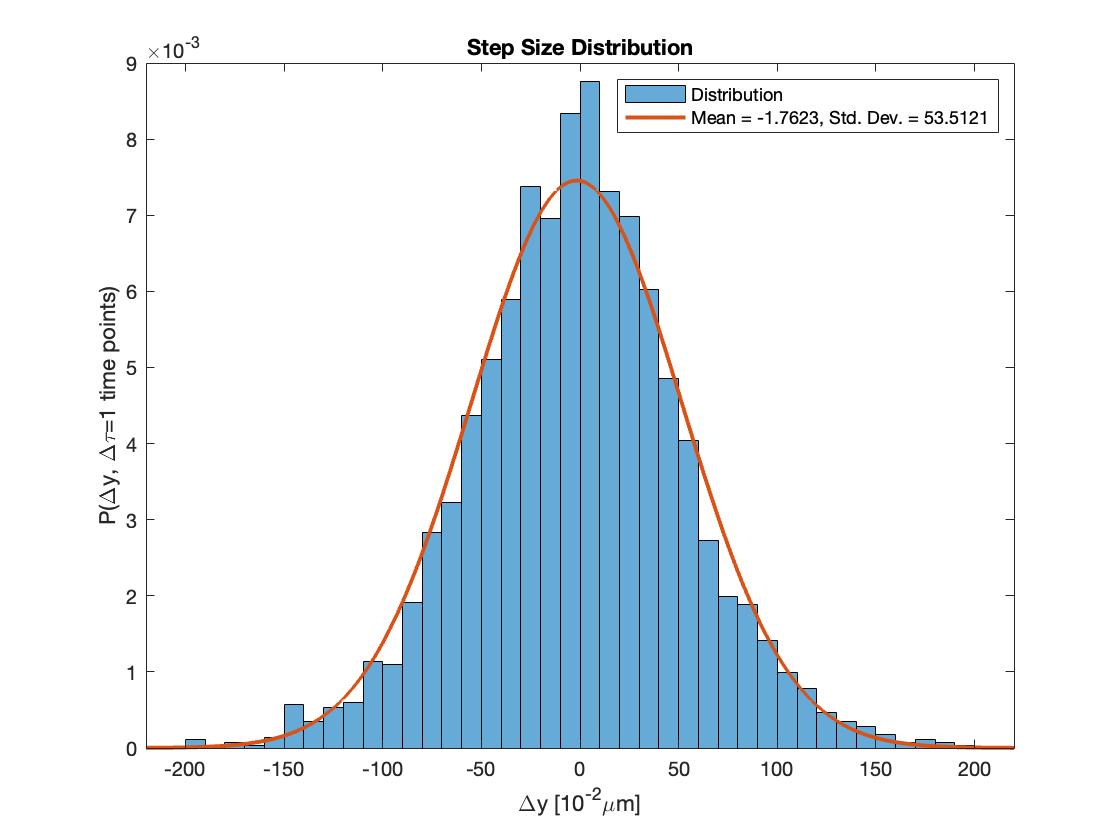 Step Size Distribution
×10⁻³
Distribution
Mean = -1.7623, Std. Dev. = 53.5121
9
8
7
6
5
4
3
2
1
0
P(Δy, Δτ=1 time points)
-200 -150 -100 -50 0 50 100 150 200
Δy [10⁻²μm]